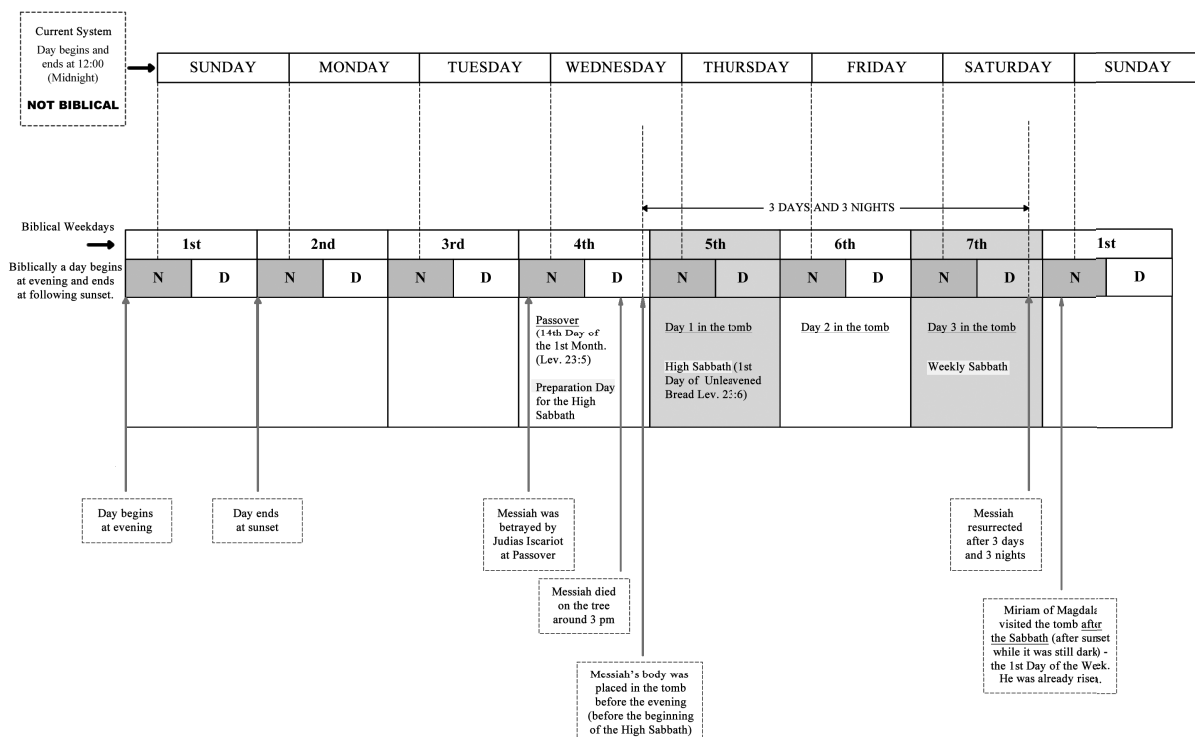 Current System
Day begins and
ends at 12:00
(Midnight)
NOT BIBLICAL
SUNDAY MONDAY TUESDAY WEDNESDAY THURSDAY FRIDAY SATURDAY SUNDAY
3 DAYS AND 3 NIGHTS
Biblical Weekdays
1st 2nd 3rd 4th 5th 6th 7th 1st
Biblically a day begins
at evening and ends
at following sunset.
N D N D N D N D N D N D N D N D
Passover
(14th Day of
the 1st Month.
(Lev. 23:5)
Preparation Day
for the High
Sabbath
Day 1 in the tomb
High Sabbath (1st
Day of Unleavened
Bread Lev. 23:6)
Day 2 in the tomb
Day 3 in the tomb
Weekly Sabbath
Day begins
at evening
Day ends
at sunset
Messiah was
betrayed by
Judias Iscariot
at Passover
Messiah died
on the tree
around 3 pm
Messiah's body was
placed in the tomb
before the evening
(before the beginning
of the High Sabbath)
Messiah
resurrected
after 3 days
and 3 nights
Miriam of Magdala
visited the tomb after
the Sabbath (after sunset
while it was still dark) -
the 1st Day of the Week.
He was already risen.